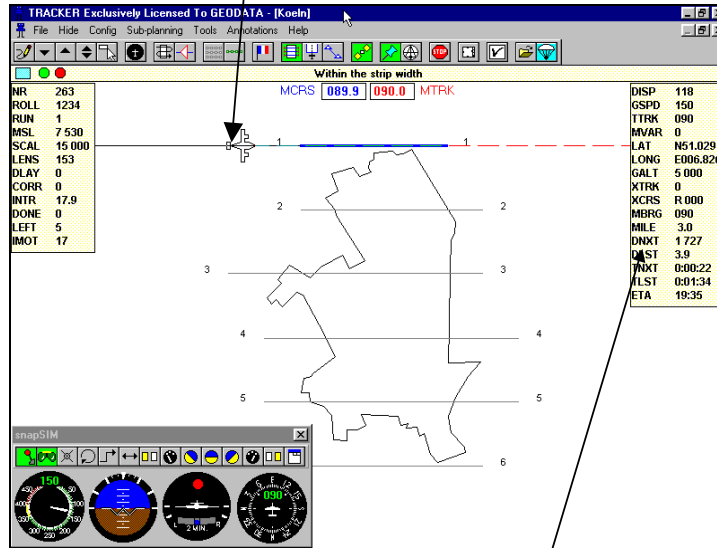 TRACKER Exclusively Licensed To GEODATA - [Koeln]
File Hide Config Sub-planning Tools Annotations Help
STOP
Within the strip width
MCRS 089.9 090.0 MTRK
NR 263
ROLL 1234
RUN 1
MSL 7 530
SCAL 15 000
LENS 153
DLAY 0
CORR 0
INTR 17.9
DONE 0
LEFT 5
IMOT 17
DISP 118
GSPD 150
TTRK 090
MVAR 0
LAT N51.029
LONG E006.820
GALT 5 000
XTRK 0
XCRS R 000
MBRG 090
MILE 3.0
DNXT 1 727
DLST 3.9
TNXT 0:00:22
TLST 0:01:34
ETA 19:35
1 1
2 2
3 3
4 4
5 5
6
snapSIM
150
2 MIN.
L R
090